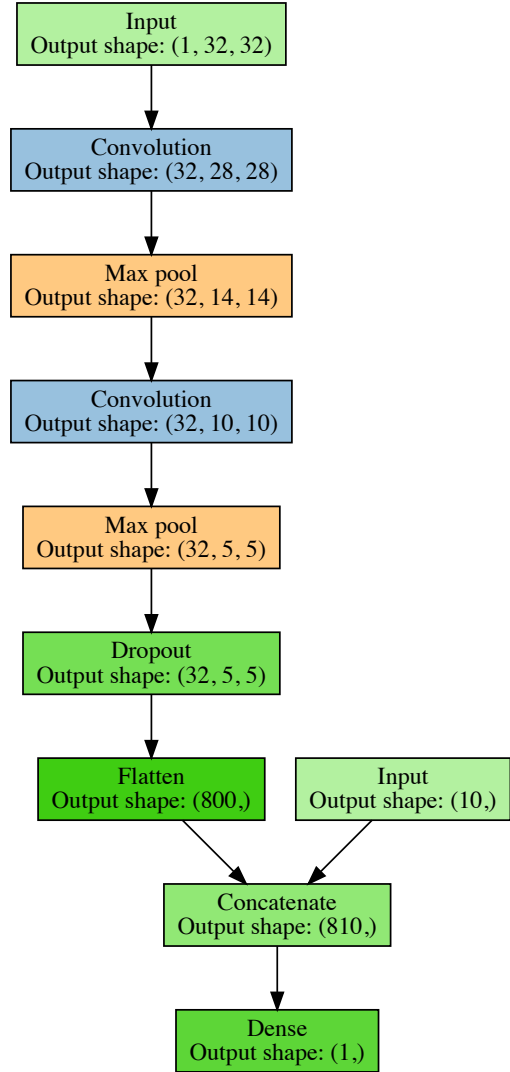 Input
Output shape: (1, 32, 32)
Convolution
Output shape: (32, 28, 28)
Max pool
Output shape: (32, 14, 14)
Convolution
Output shape: (32, 10, 10)
Max pool
Output shape: (32, 5, 5)
Dropout
Output shape: (32, 5, 5)
Flatten
Output shape: (800,)
Input
Output shape: (10,)
Concatenate
Output shape: (810,)
Dense
Output shape: (1,)